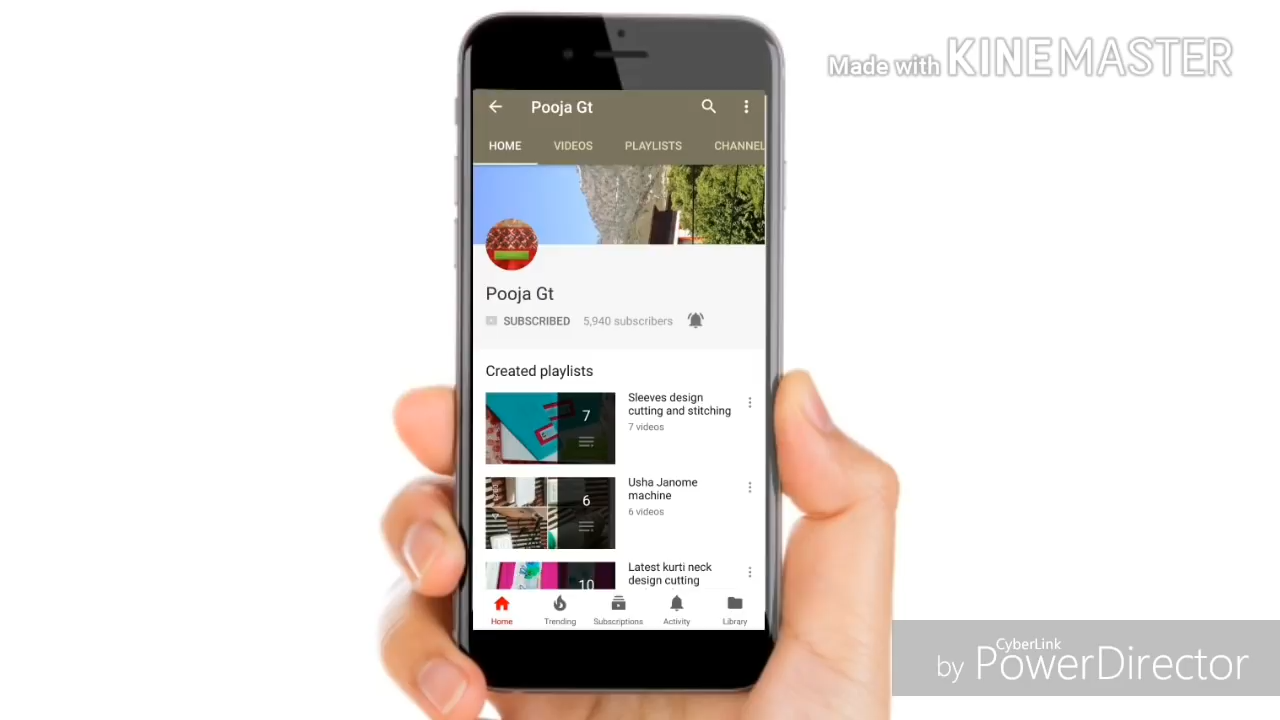 Made with KINEMASTER
Pooja Gt
HOME VIDEOS PLAYLISTS CHANNEL
Pooja Gt
SUBSCRIBED 5,940 subscribers
Created playlists
7
Sleeves design
cutting and stitching
7 videos
6
Usha Janome
machine
6 videos
10
Latest kurti neck
design cutting
Home Trending Subscriptions Activity Library
CyberLink
by PowerDirector